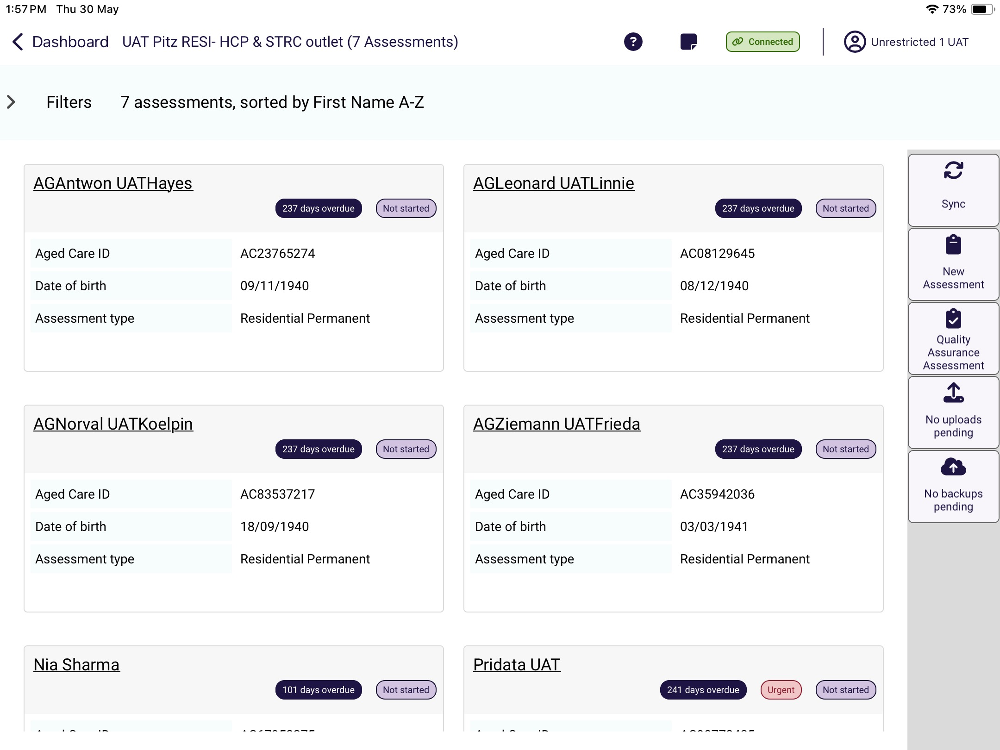 1:57 PM Thu 30 May 73%
Dashboard UAT Pitz RESI- HCP & STRC outlet (7 Assessments) Connected Unrestricted 1 UAT
Filters 7 assessments, sorted by First Name A-Z
AGAntwon UATHayes
237 days overdue Not started
Aged Care ID AC23765274
Date of birth 09/11/1940
Assessment type Residential Permanent
AGLeonard UATLinnie
237 days overdue Not started
Aged Care ID AC08129645
Date of birth 08/12/1940
Assessment type Residential Permanent
AGNorval UATKoelpin
237 days overdue Not started
Aged Care ID AC83537217
Date of birth 18/09/1940
Assessment type Residential Permanent
AGZiemann UATFrieda
237 days overdue Not started
Aged Care ID AC35942036
Date of birth 03/03/1941
Assessment type Residential Permanent
Nia Sharma
101 days overdue Not started
Aged Care ID
Pridata UAT
241 days overdue Urgent Not started
Aged Care ID
Sync
New
Assessment
Quality
Assurance
Assessment
No uploads
pending
No backups
pending